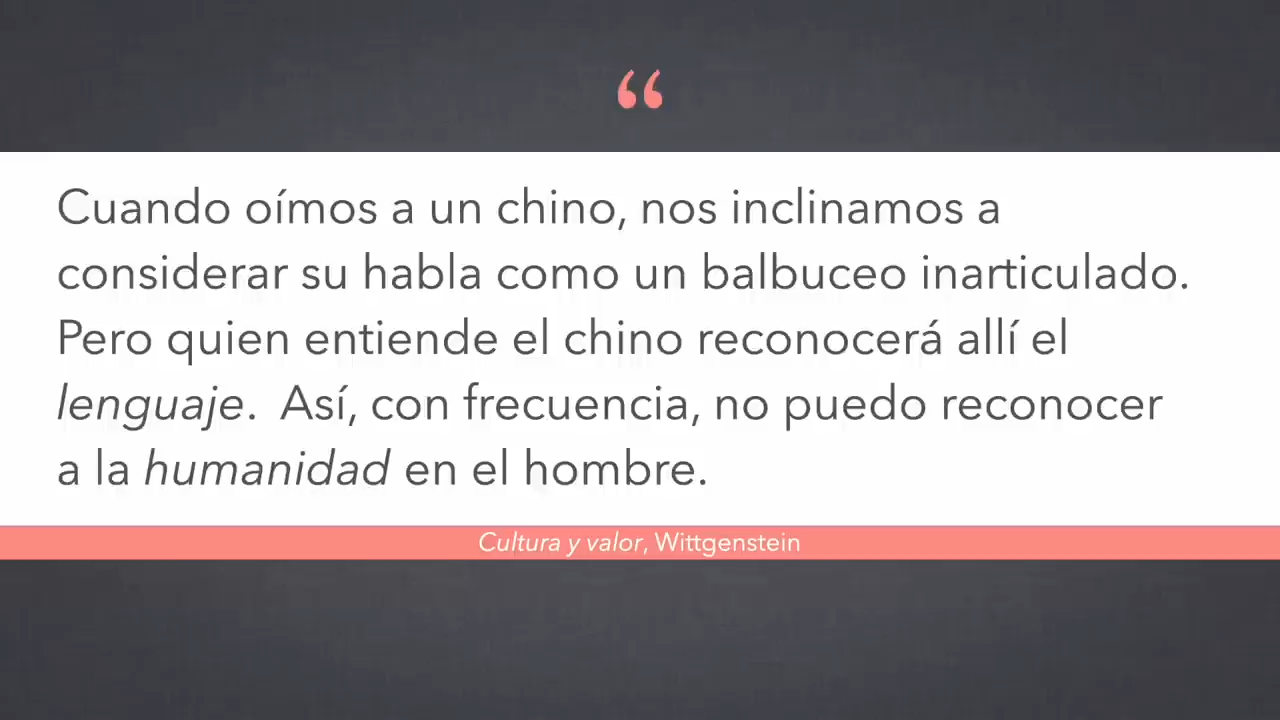 “
Cuando oímos a un chino, nos inclinamos a
considerar su habla como un balbuceo inarticulado.
Pero quien entiende el chino reconocerá allí el
lenguaje.  Así, con frecuencia, no puedo reconocer
a la humanidad en el hombre.
Cultura y valor, Wittgenstein